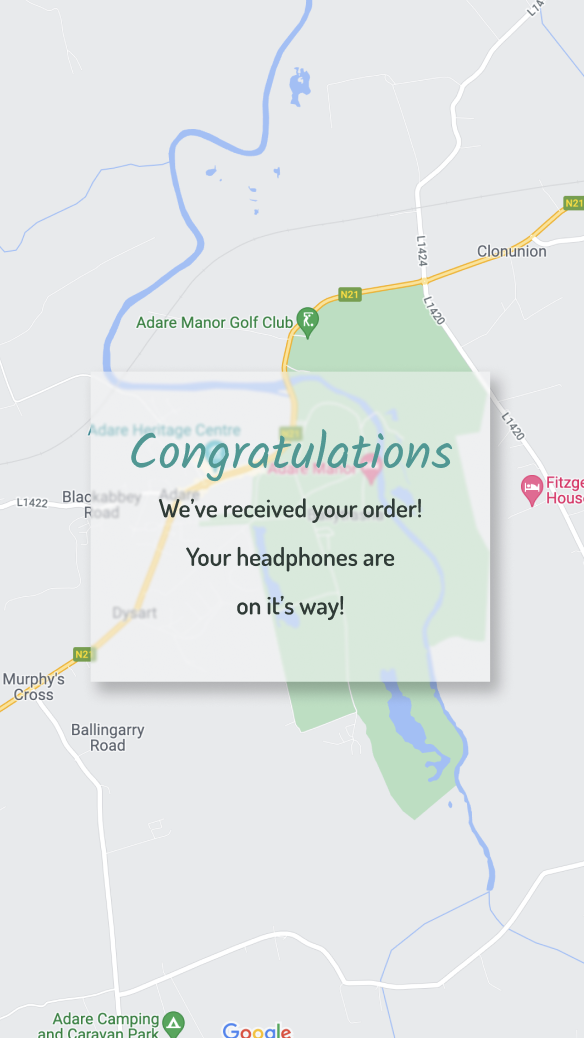 L14
N21
Clonunion
L1424
N21
L1420
Adare Manor Golf Club
L1420
Adare Heritage Centre
N21
Congratulations
Adare Manor
Fitzge
House
L1422
Blackabbey
Road
Adare
We've received your order!
Your headphones are
on it's way!
Dysart
N21
Murphy's
Cross
Ballingarry
Road
Adare Camping
and Caravan Park
Google